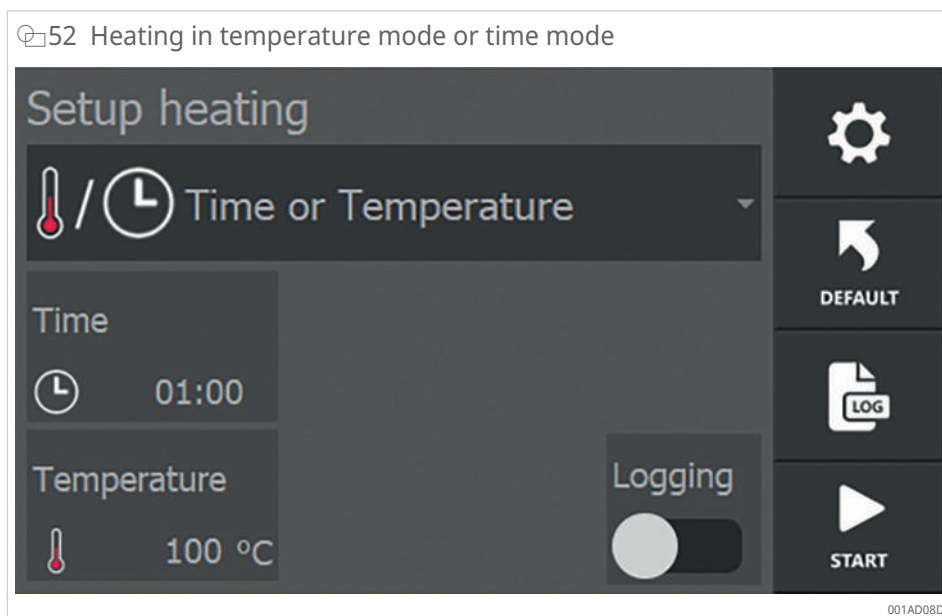 52 Heating in temperature mode or time mode
Setup heating
/ Time or Temperature
DEFAULT
Time
01:00
LOG
Temperature
100 °C
Logging
START
001AD08D